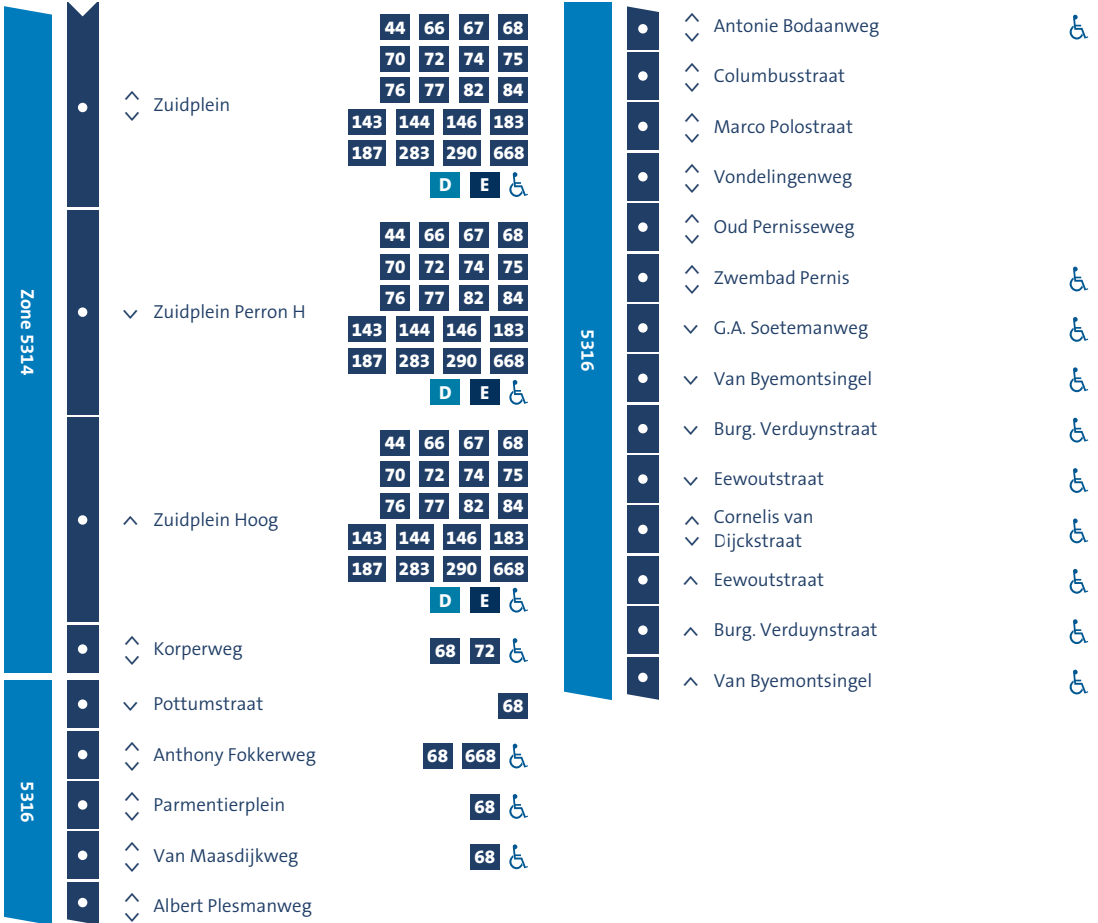 Zone 5314
Zuidplein
44 66 67 68
70 72 74 75
76 77 82 84
143 144 146 183
187 283 290 668
D E
Zuidplein Perron H
44 66 67 68
70 72 74 75
76 77 82 84
143 144 146 183
187 283 290 668
D E
Zuidplein Hoog
44 66 67 68
70 72 74 75
76 77 82 84
143 144 146 183
187 283 290 668
D E
Korperweg 68 72
5316
Pottumstraat 68
Anthony Fokkerweg 68 668
Parmentierplein 68
Van Maasdijkweg 68
Albert Plesmanweg
5316
Antonie Bodaanweg
Columbusstraat
Marco Polostraat
Vondelingenweg
Oud Pernisseweg
Zwembad Pernis
G.A. Soetemanweg
Van Byemontsingel
Burg. Verduynstraat
Eewoutstraat
Cornelis van
Dijckstraat
Eewoutstraat
Burg. Verduynstraat
Van Byemontsingel